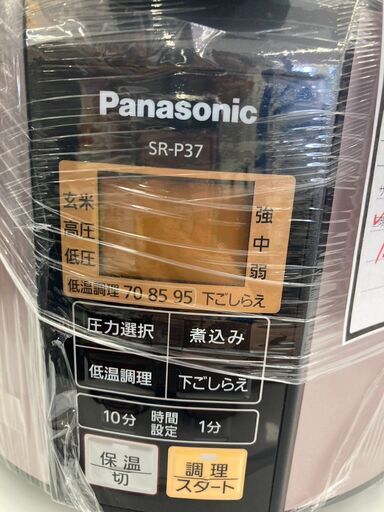 Panasonic
SR-P37
玄米
高圧
低圧
強
中
弱
低温調理 70 85 95 下ごしらえ
圧力選択
煮込み
低温調理
下ごしらえ
10分 時間設定 1分
保温
切
調理
スタート